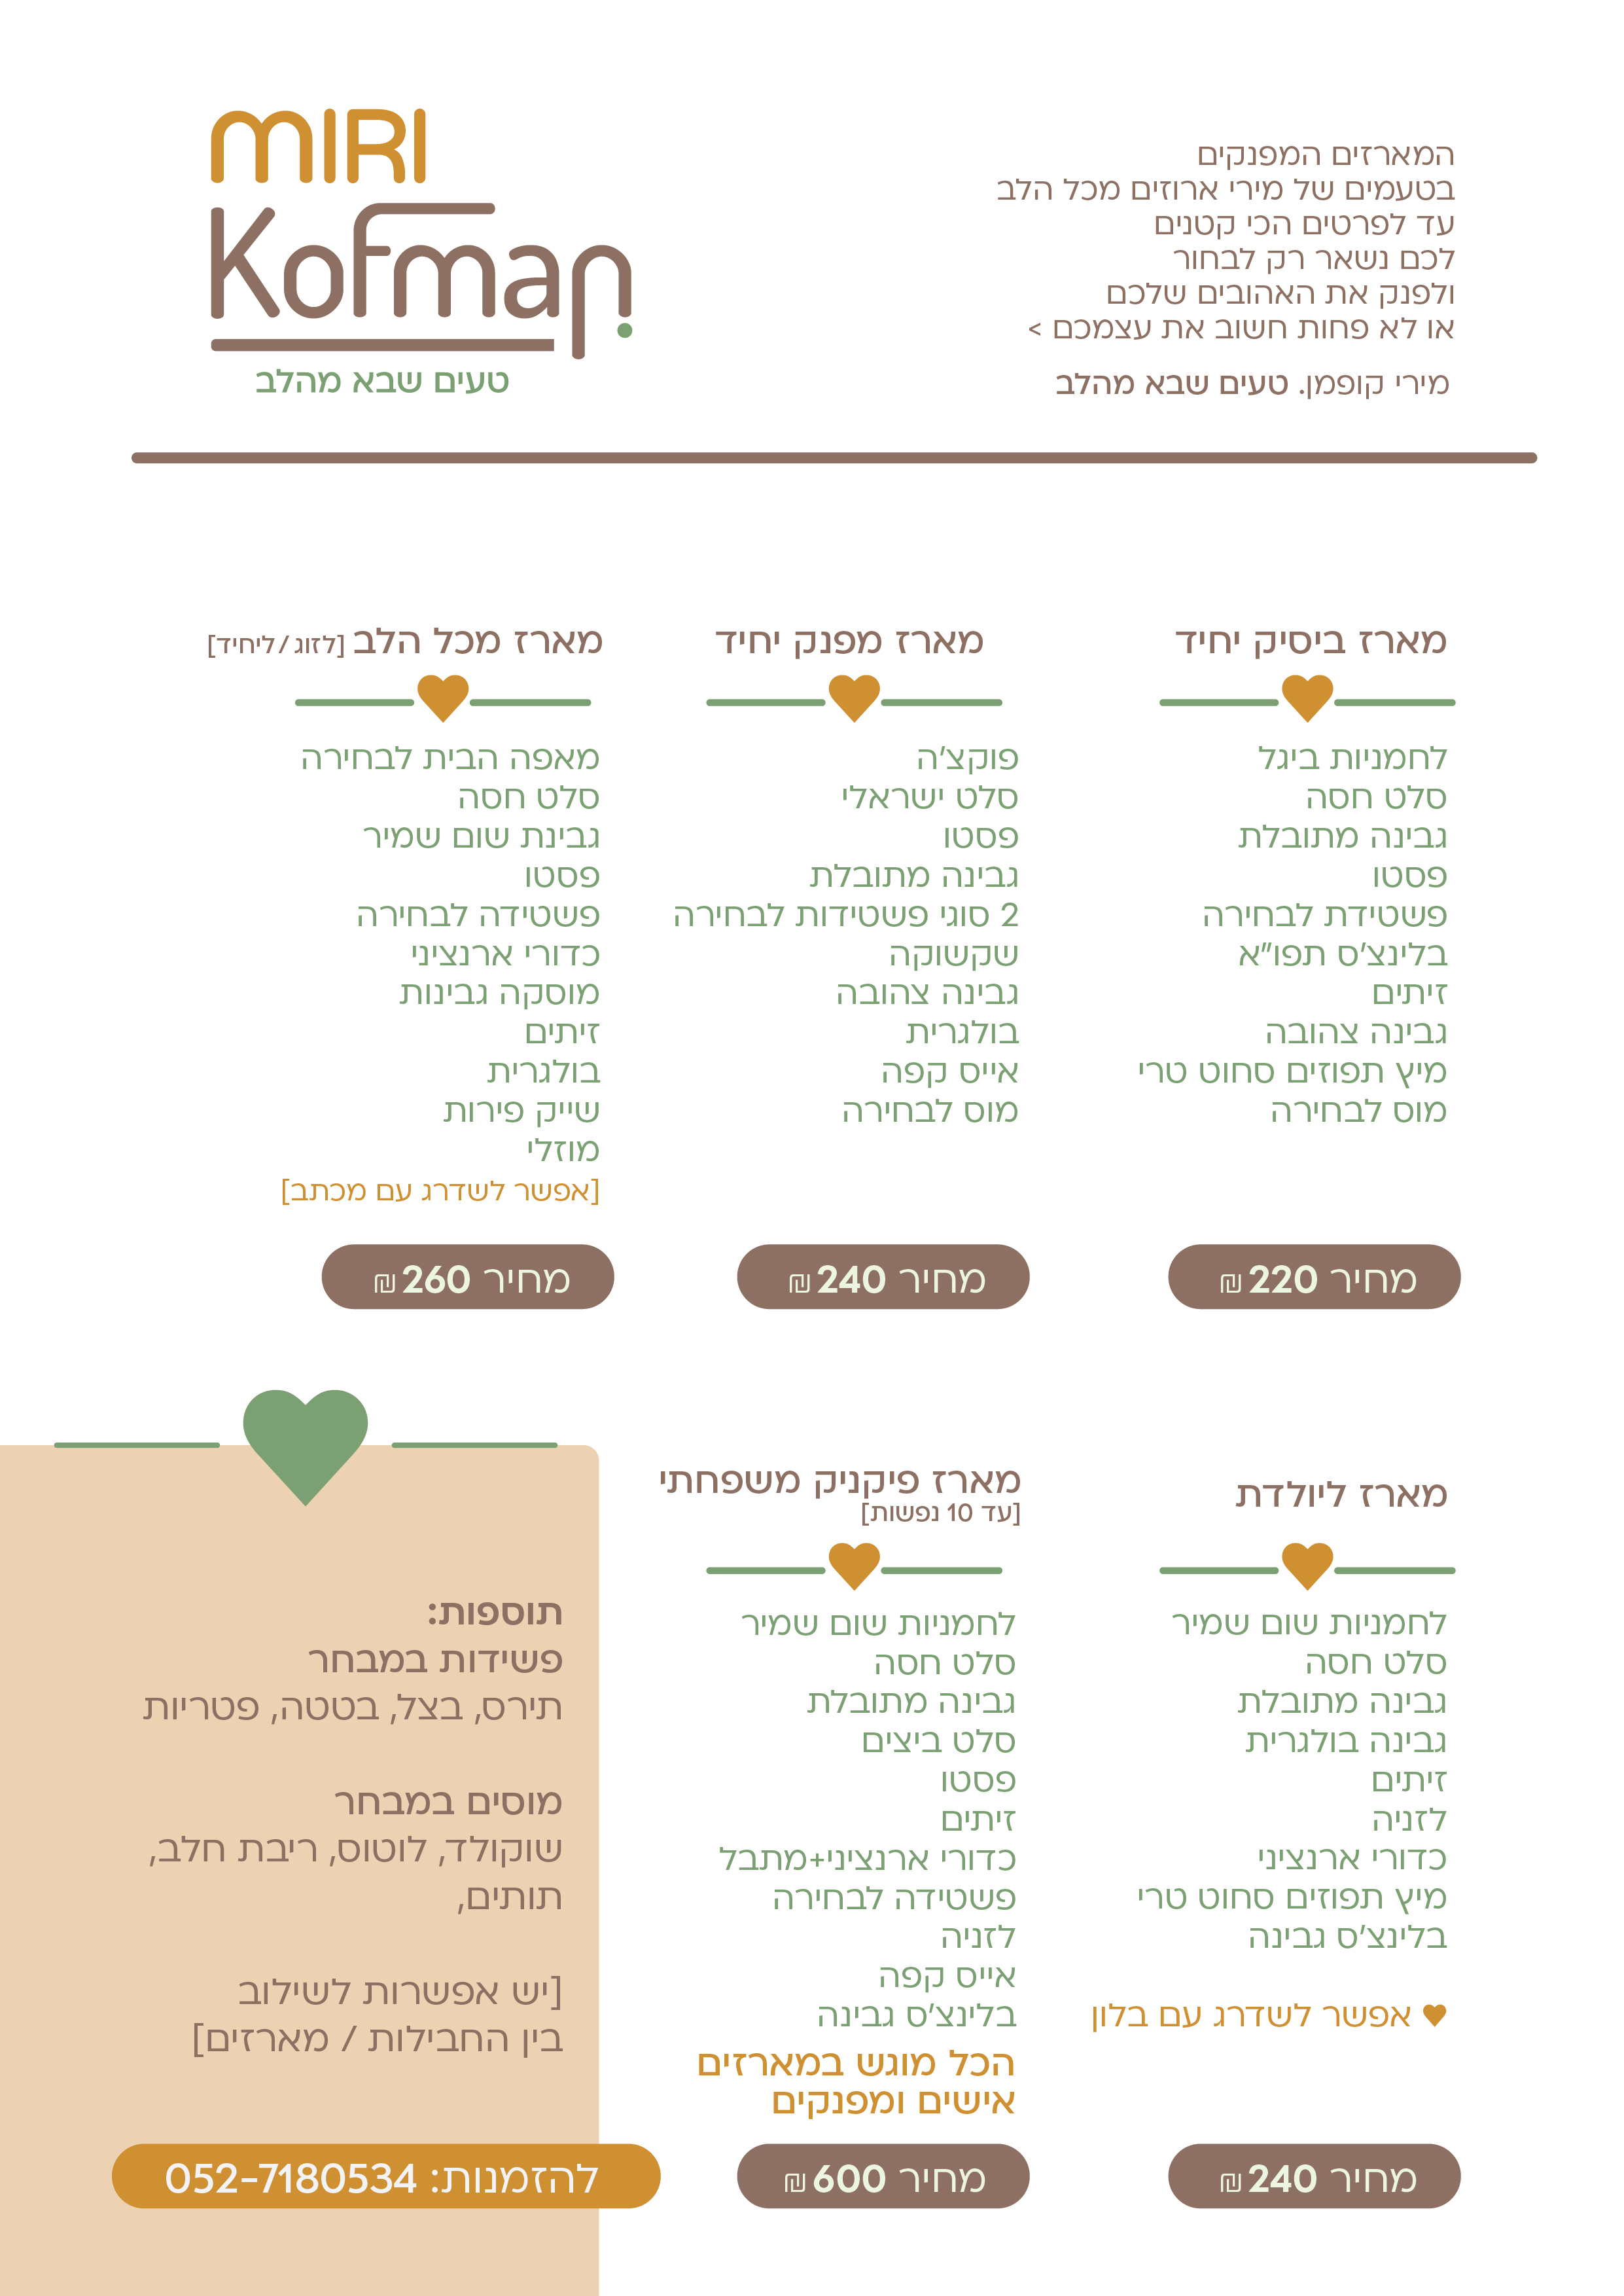 MIRI
Kofman
טעים שבא מהלב
המארזים המפנקים
בטעמים של מירי ארוזים מכל הלב
עד לפרטים הכי קטנים
לכם נשאר רק לבחור
ולפנק את האהובים שלכם
או לא פחות חשוב את עצמכם >
מירי קופמן. טעים שבא מהלב
מארז ביסיק יחיד
לחמניות ביגל
סלט חסה
גבינה מתובלת
פסטו
פשטידת לבחירה
בלינצ'ס תפו"א
זיתים
גבינה צהובה
מיץ תפוזים סחוט טרי
מוס לבחירה
מחיר 220 ₪
מארז מפנק יחיד
פוקצ'ה
סלט ישראלי
פסטו
גבינה מתובלת
2 סוגי פשטידות לבחירה
שקשוקה
גבינה צהובה
בולגרית
אייס קפה
מוס לבחירה
מחיר 240 ₪
מארז מכל הלב [לזוג/ליחיד]
מאפה הבית לבחירה
סלט חסה
גבינת שום שמיר
פסטו
פשטידה לבחירה
כדורי ארנציני
מוסקה גבינות
זיתים
בולגרית
שייק פירות
מוזלי
[אפשר לשדרג עם מכתב]
מחיר 260 ₪
מארז ליולדת
לחמניות שום שמיר
סלט חסה
גבינה מתובלת
גבינה בולגרית
זיתים
לזניה
כדורי ארנציני
מיץ תפוזים סחוט טרי
בלינצ'ס גבינה
אפשר לשדרג עם בלון
מחיר 240 ₪
מארז פיקניק משפחתי
[עד 10 נפשות]
לחמניות שום שמיר
סלט חסה
גבינה מתובלת
סלט ביצים
פסטו
זיתים
כדורי ארנציני+מתבל
פשטידה לבחירה
לזניה
אייס קפה
בלינצ'ס גבינה
הכל מוגש במארזים
אישים ומפנקים
מחיר 600 ₪
תוספות:
פשידות במבחר
תירס, בצל, בטטה, פטריות
מוסים במבחר
שוקולד, לוטוס, ריבת חלב,
תותים,
[יש אפשרות לשילוב
בין החבילות / מארזים]
להזמנות: 052-7180534